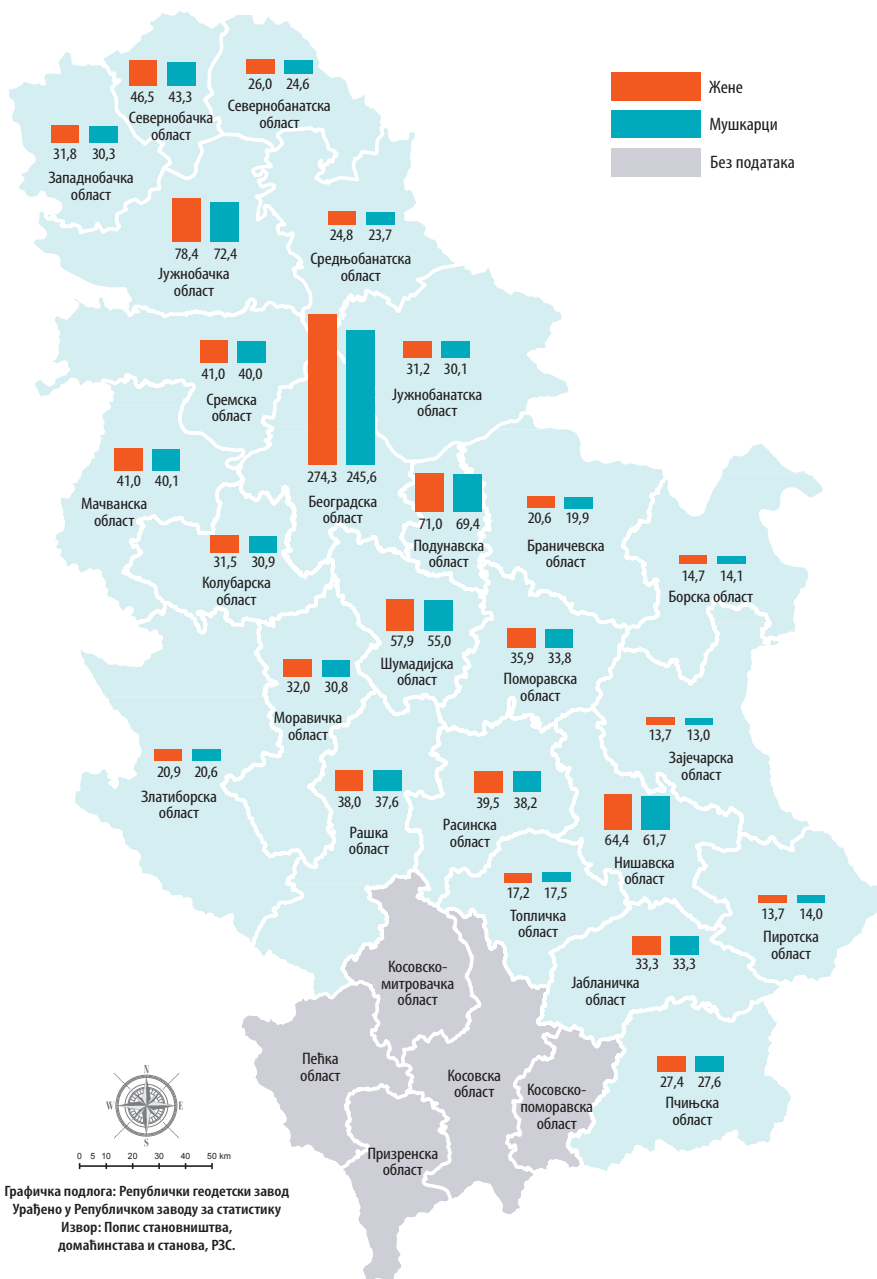 46,5 43,3
Севернобачка
област
26,0 24,6
Севернобанатска
област
Жене
Мушкарци
Без података
31,8 30,3
Западнобачка
област
78,4 72,4
Јужнобачка
област
24,8 23,7
Средњобанатска
област
41,0 40,0
Сремска
област
274,3 245,6
Београдска
област
31,2 30,1
Јужнобанатска
област
41,0 40,1
Мачванска
област
71,0 69,4
Подунавска
област
20,6 19,9
Браничевска
област
31,5 30,9
Колубарска
област
14,7 14,1
Борска област
57,9 55,0
Шумадијска
област
35,9 33,8
Поморавска
област
32,0 30,8
Моравичка
област
13,7 13,0
Зајечарска
област
20,9 20,6
Златиборска
област
38,0 37,6
Рашка
област
39,5 38,2
Расинска
област
64,4 61,7
Нишавска
област
17,2 17,5
Топличка
област
13,7 14,0
Пиротска
област
33,3 33,3
Јабланичка
област
Косовско-
митровачка
област
Пећка
област
Косовска
област
Косовско-
поморавска
област
27,4 27,6
Пчињска
област
Призренска
област
N
W E
S
0 5 10 20 30 40 50 km
Графичка подлога: Републички геодетски завод
Урађено у Републичком заводу за статистику
Извор: Попис становништва,
домаћинстава и станова, РЗС.